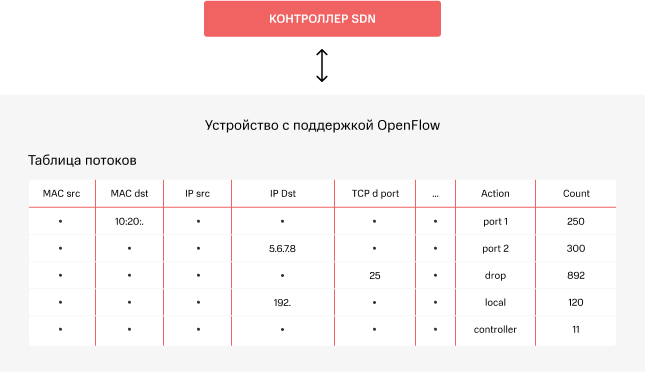 КОНТРОЛЛЕР SDN
Устройство с поддержкой OpenFlow
Таблица потоков
MAC src MAC dst IP src IP Dst TCP d port ... Action Count
• 10:20:. • • • • port 1 250
• • • 5.6.7.8 • • port 2 300
• • • • 25 • drop 892
• • • 192. • • local 120
• • • • • • controller 11